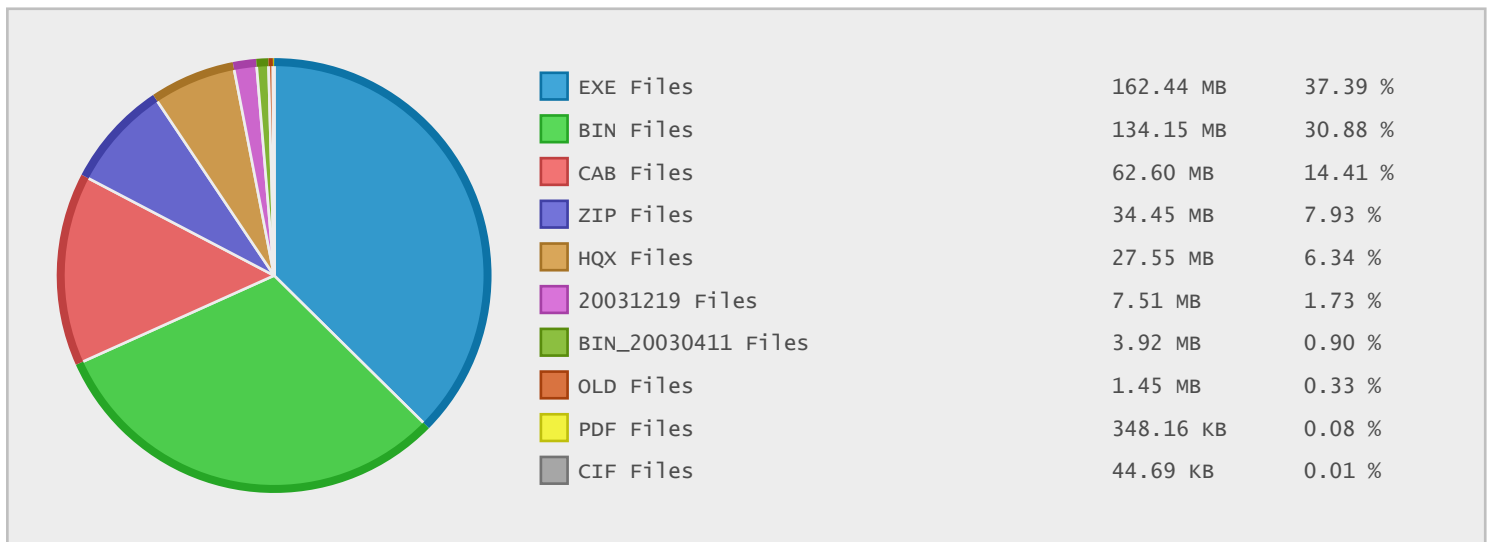 EXE Files 162.44 MB 37.39 %
BIN Files 134.15 MB 30.88 %
CAB Files 62.60 MB 14.41 %
ZIP Files 34.45 MB 7.93 %
HQX Files 27.55 MB 6.34 %
20031219 Files 7.51 MB 1.73 %
BIN_20030411 Files 3.92 MB 0.90 %
OLD Files 1.45 MB 0.33 %
PDF Files 348.16 KB 0.08 %
CIF Files 44.69 KB 0.01 %